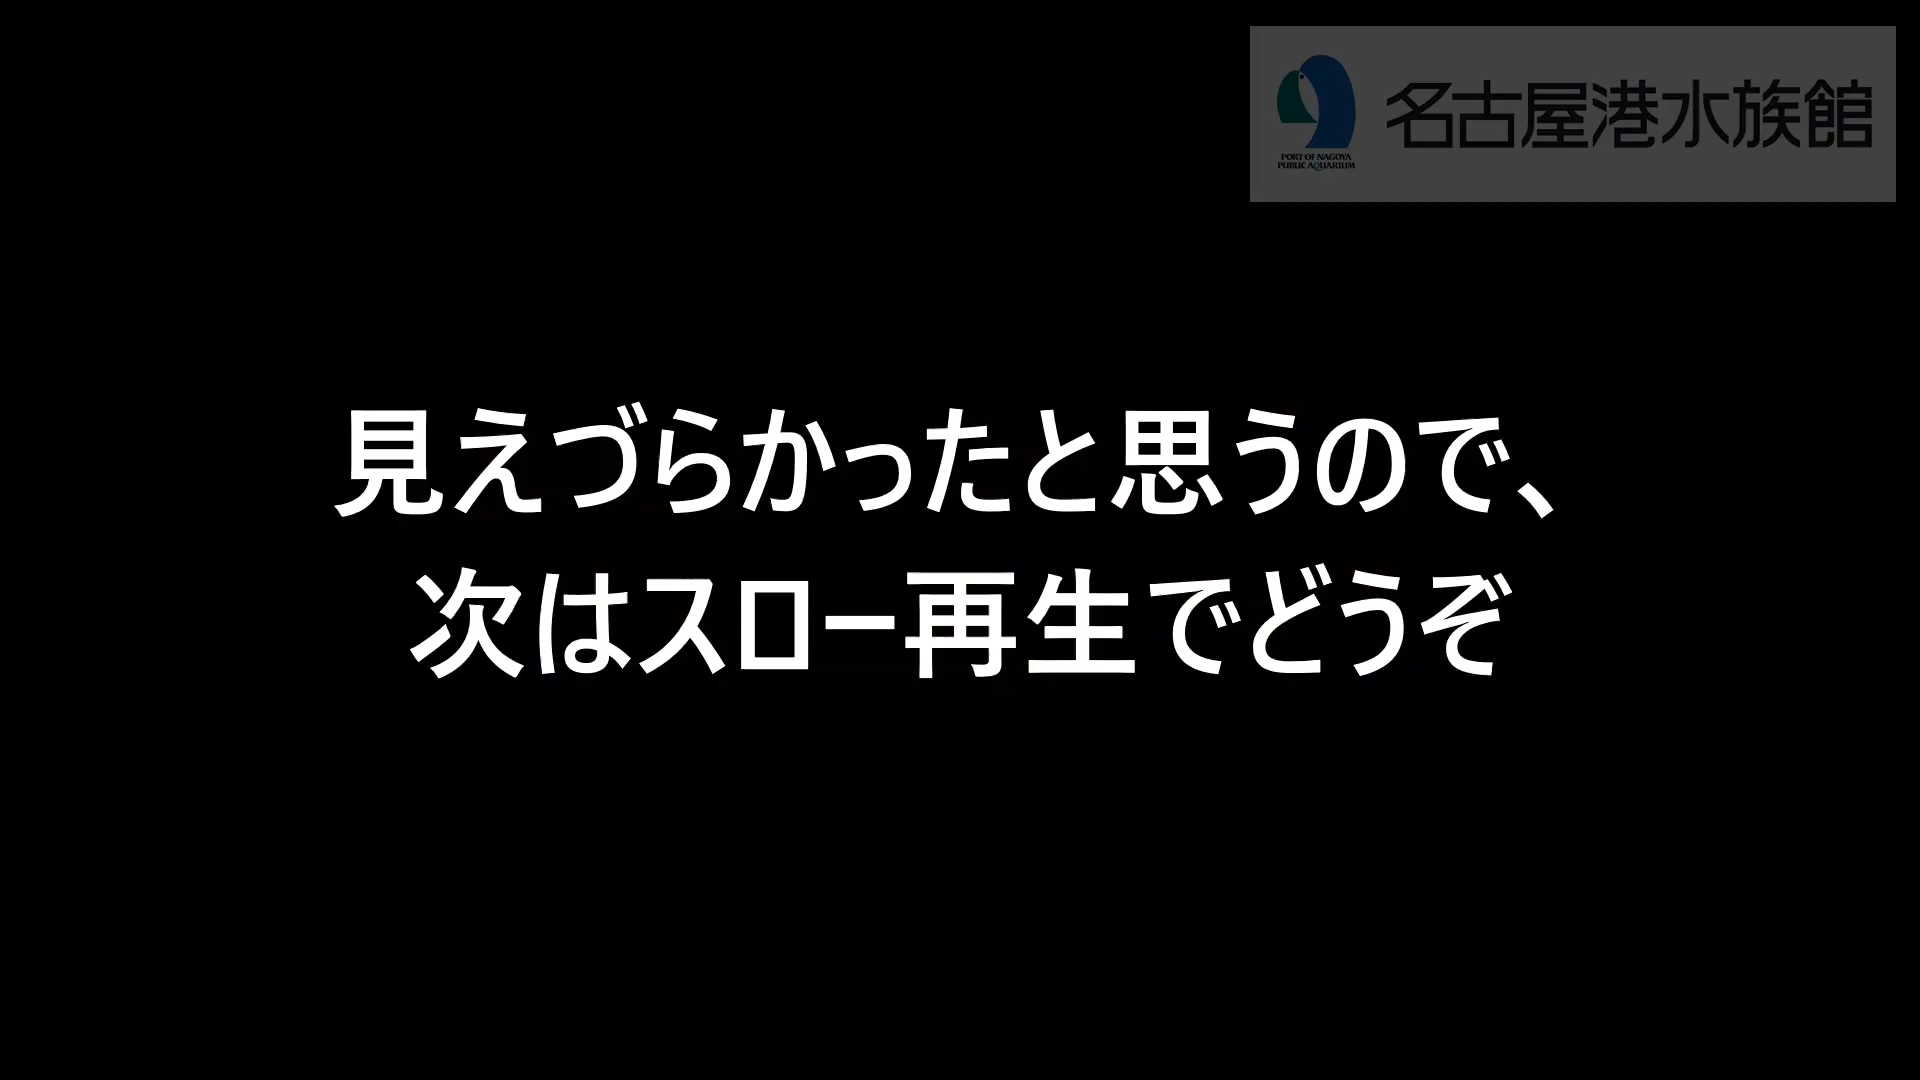 名古屋港水族館
PORT OF NAGOYA
PUBLIC AQUARIUM
見えづらかったと思うので、
次はスロー再生でどうぞ